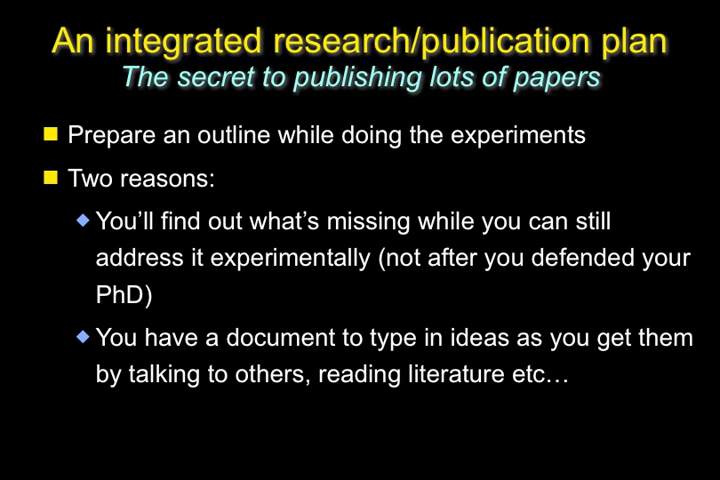 An integrated research/publication plan
The secret to publishing lots of papers
Prepare an outline while doing the experiments
Two reasons:
You’ll find out what’s missing while you can still
address it experimentally (not after you defended your
PhD)
You have a document to type in ideas as you get them
by talking to others, reading literature etc…